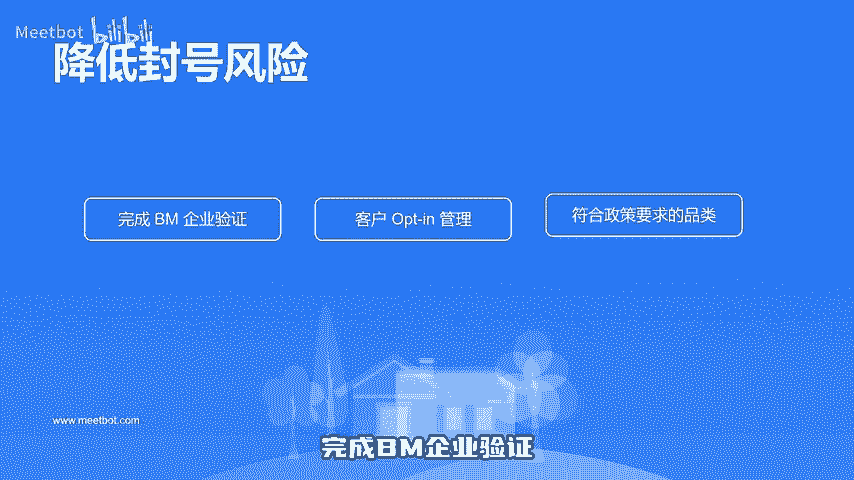 Meetbot bilibili
降低封号风险
完成 BM 企业验证
客户 Opt-in 管理
符合政策要求的品类
www.meetbot.com
完成BM企业验证